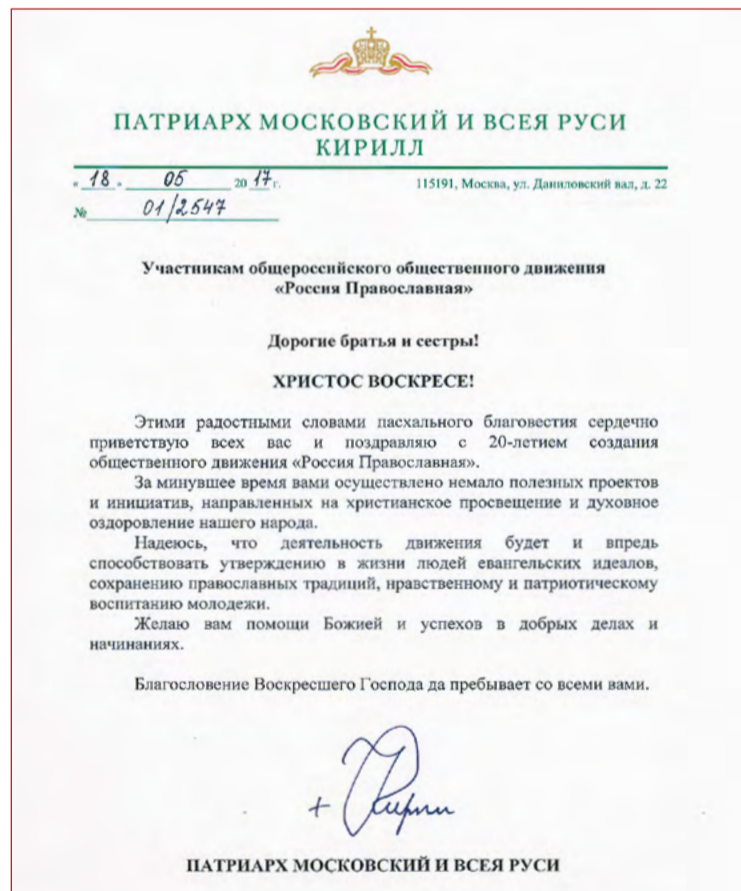 ПАТРИАРХ МОСКОВСКИЙ И ВСЕЯ РУСИ
КИРИЛЛ
« 18 » 05 20 17 г.
115191, Москва, ул. Даниловский вал, д. 22
№ 01/2547
Участникам общероссийского общественного движения
«Россия Православная»
Дорогие братья и сестры!
ХРИСТОС ВОСКРЕСЕ!
Этими радостными словами пасхального благовестия сердечно
приветствую всех вас и поздравляю с 20-летием создания
общественного движения «Россия Православная».
За минувшее время вами осуществлено немало полезных проектов
и инициатив, направленных на христианское просвещение и духовное
оздоровление нашего народа.
Надеюсь, что деятельность движения будет и впредь
способствовать утверждению в жизни людей евангельских идеалов,
сохранению православных традиций, нравственному и патриотическому
воспитанию молодежи.
Желаю вам помощи Божией и успехов в добрых делах и
начинаниях.
Благословение Воскресшего Господа да пребывает со всеми вами.
+ Кирилл
ПАТРИАРХ МОСКОВСКИЙ И ВСЕЯ РУСИ